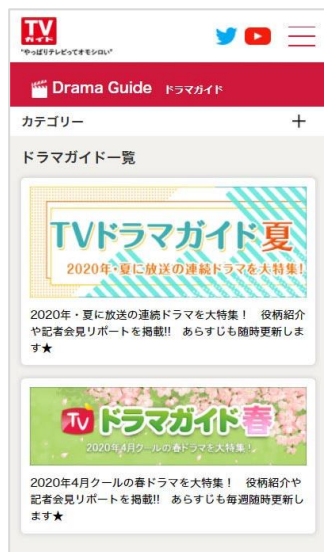 TV
ガイド
"やっぱりテレビってオモシロい"
Drama Guide ドラマガイド
カテゴリー
ドラマガイド一覧
TVドラマガイド夏
2020年・夏に放送の連続ドラマを大特集!
2020年・夏に放送の連続ドラマを大特集！ 役柄紹介
や記者会見リポートを掲載!! あらすじも随時更新しま
す★
TV ドラマガイド春
2020年4月クールの春ドラマを大特集!
2020年4月クールの春ドラマを大特集！ 役柄紹介や
記者会見リポートを掲載!! あらすじも毎週随時更新し
ます★